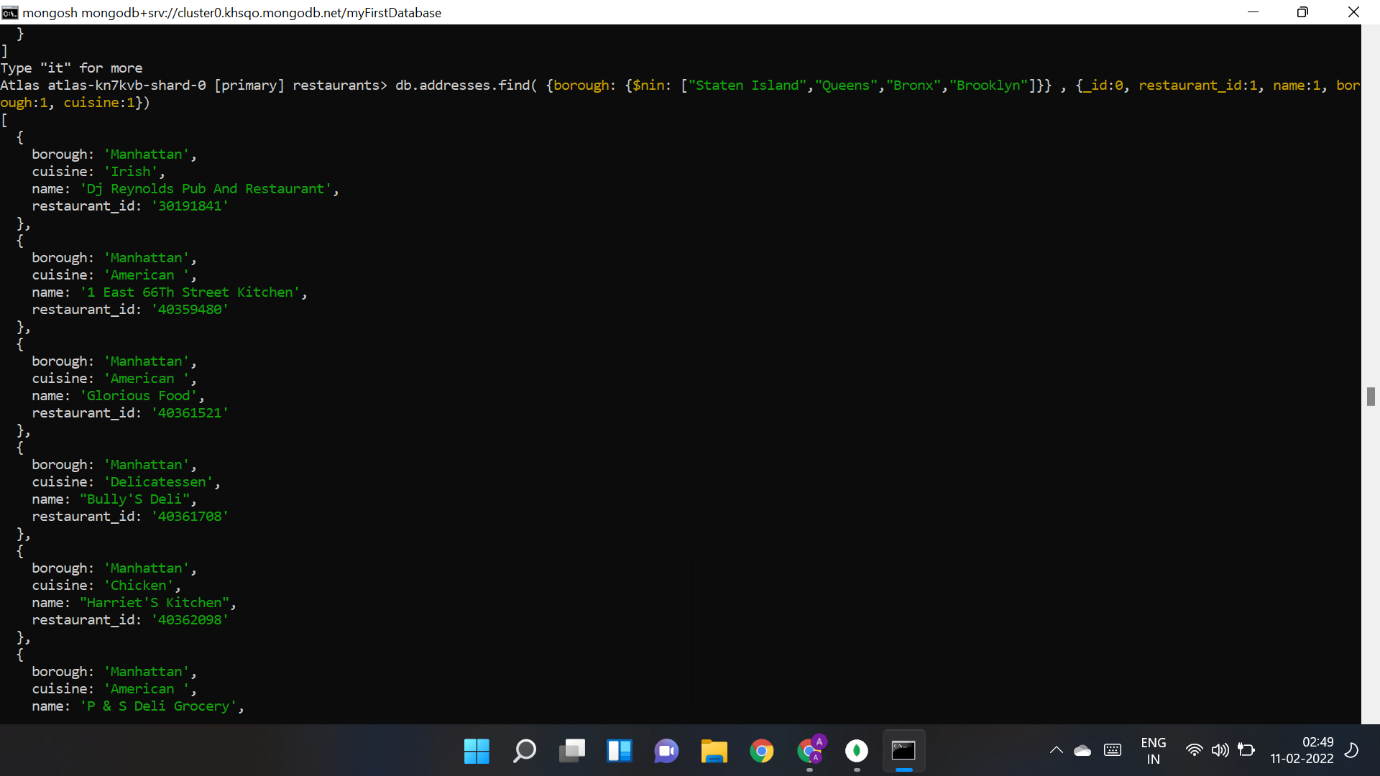 mongosh mongodb+srv://cluster0.khsqo.mongodb.net/myFirstDatabase
}
]
Type "it" for more
Atlas atlas-kn7kvb-shard-0 [primary] restaurants> db.addresses.find( {borough: {$nin: ["Staten Island","Queens","Bronx","Brooklyn"]}} , {_id:0, restaurant_id:1, name:1, bor
ough:1, cuisine:1})
[
{
borough: 'Manhattan',
cuisine: 'Irish',
name: 'Dj Reynolds Pub And Restaurant',
restaurant_id: '30191841'
},
{
borough: 'Manhattan',
cuisine: 'American ',
name: '1 East 66Th Street Kitchen',
restaurant_id: '40359480'
},
{
borough: 'Manhattan',
cuisine: 'American ',
name: 'Glorious Food',
restaurant_id: '40361521'
},
{
borough: 'Manhattan',
cuisine: 'Delicatessen',
name: "Bully'S Deli",
restaurant_id: '40361708'
},
{
borough: 'Manhattan',
cuisine: 'Chicken',
name: "Harriet'S Kitchen",
restaurant_id: '40362098'
},
{
borough: 'Manhattan',
cuisine: 'American ',
name: 'P & S Deli Grocery',
ENG
IN
02:49
11-02-2022